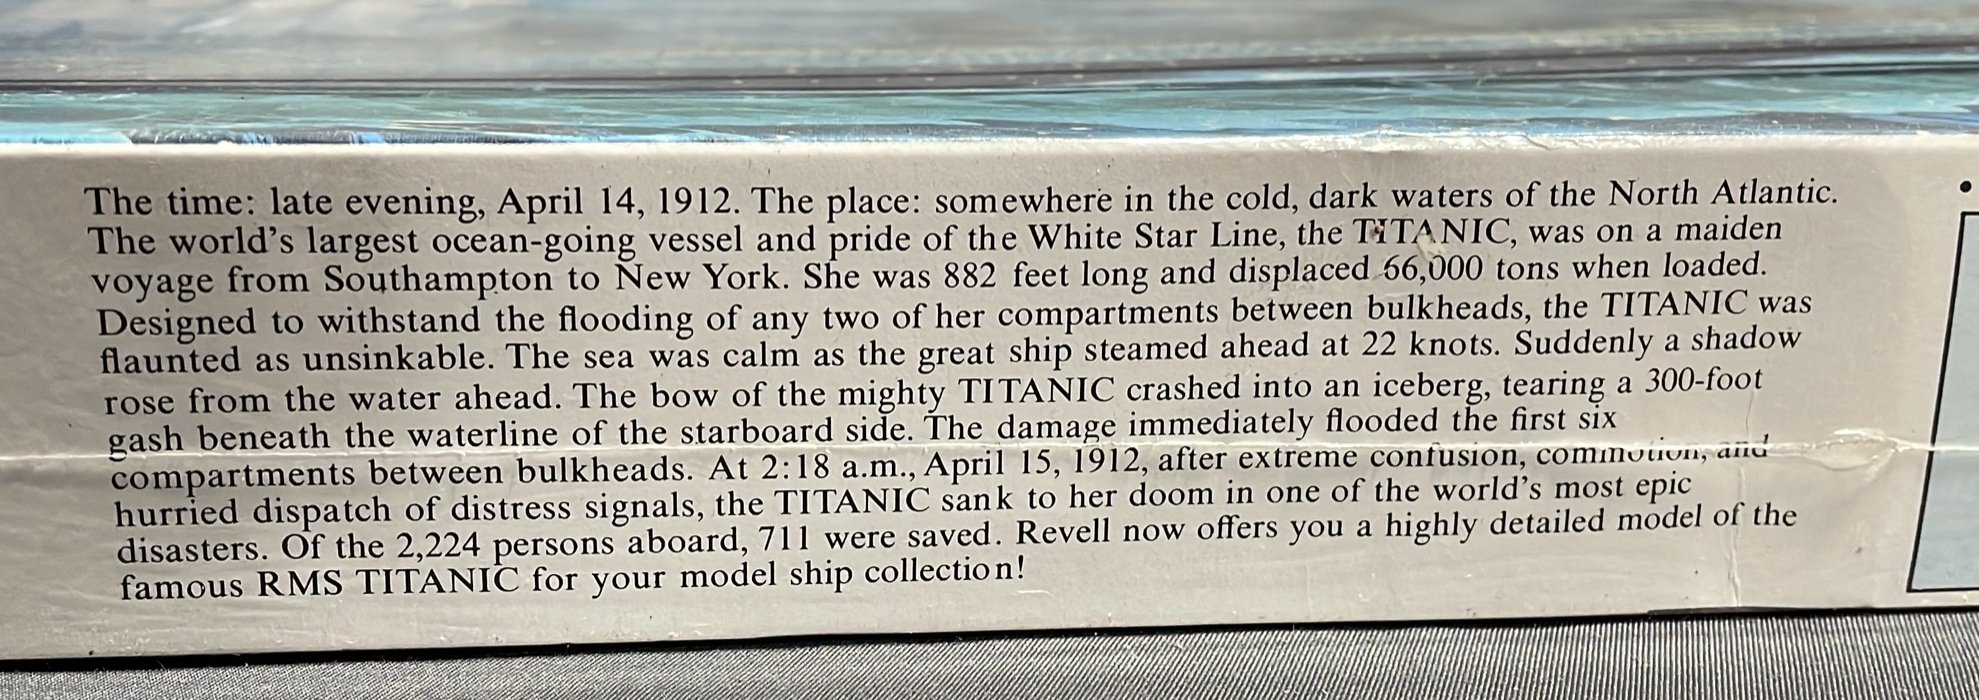 The time: late evening, April 14, 1912. The place: somewhere in the cold, dark waters of the North Atlantic.
The world's largest ocean-going vessel and pride of the White Star Line, the TITANIC, was on a maiden
voyage from Southampton to New York. She was 882 feet long and displaced 66,000 tons when loaded.
Designed to withstand the flooding of any two of her compartments between bulkheads, the TITANIC was
flaunted as unsinkable. The sea was calm as the great ship steamed ahead at 22 knots. Suddenly a shadow
rose from the water ahead. The bow of the mighty TITANIC crashed into an iceberg, tearing a 300-foot
gash beneath the waterline of the starboard side. The damage immediately flooded the first six
compartments between bulkheads. At 2:18 a.m., April 15, 1912, after extreme confusion, commotion, and
hurried dispatch of distress signals, the TITANIC sank to her doom in one of the world's most epic
disasters. Of the 2,224 persons aboard, 711 were saved. Revell now offers you a highly detailed model of the
famous RMS TITANIC for your model ship collection!